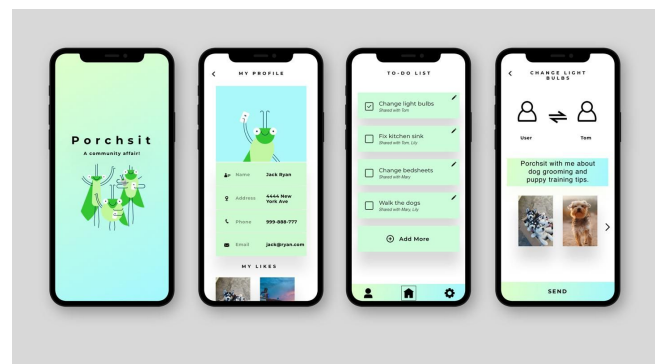 Porchsit
A community affair!
MY PROFILE
Name Jack Ryan
Address 4444 New
York Ave
Phone 999-888-777
Email jack@ryan.com
MY LIKES
TO-DO LIST
Change light bulbs
Shared with Tom
Fix kitchen sink
Shared with Tom, Lily
Change bedsheets
Shared with Mary
Walk the dogs
Shared with Mary, Lily
Add More
CHANGE LIGHT
BULBS
User Tom
Porchsit with me about
dog grooming and
puppy training tips.
SEND